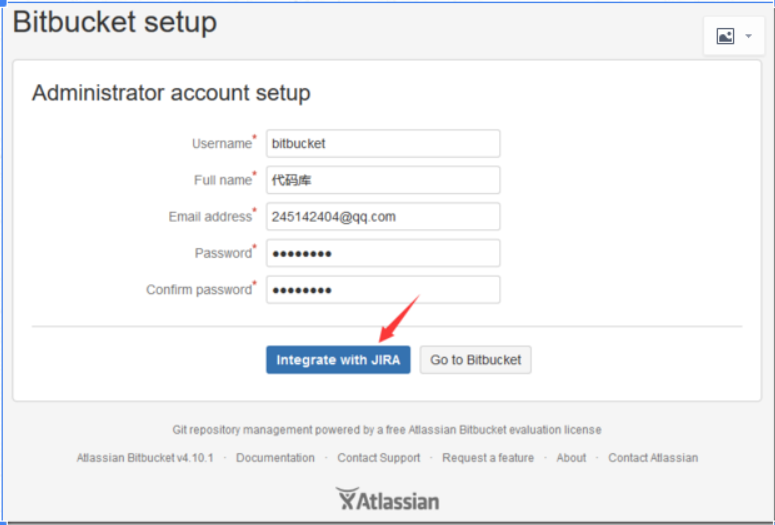 Bitbucket setup
Administrator account setup
Username* bitbucket
Full name* 代码库
Email address* 245142404@qq.com
Password* ●●●●●●●●
Confirm password* ●●●●●●●●
Integrate with JIRA Go to Bitbucket
Git repository management powered by a free Atlassian Bitbucket evaluation license
Atlassian Bitbucket v4.10.1 · Documentation · Contact Support · Request a feature · About · Contact Atlassian
Atlassian